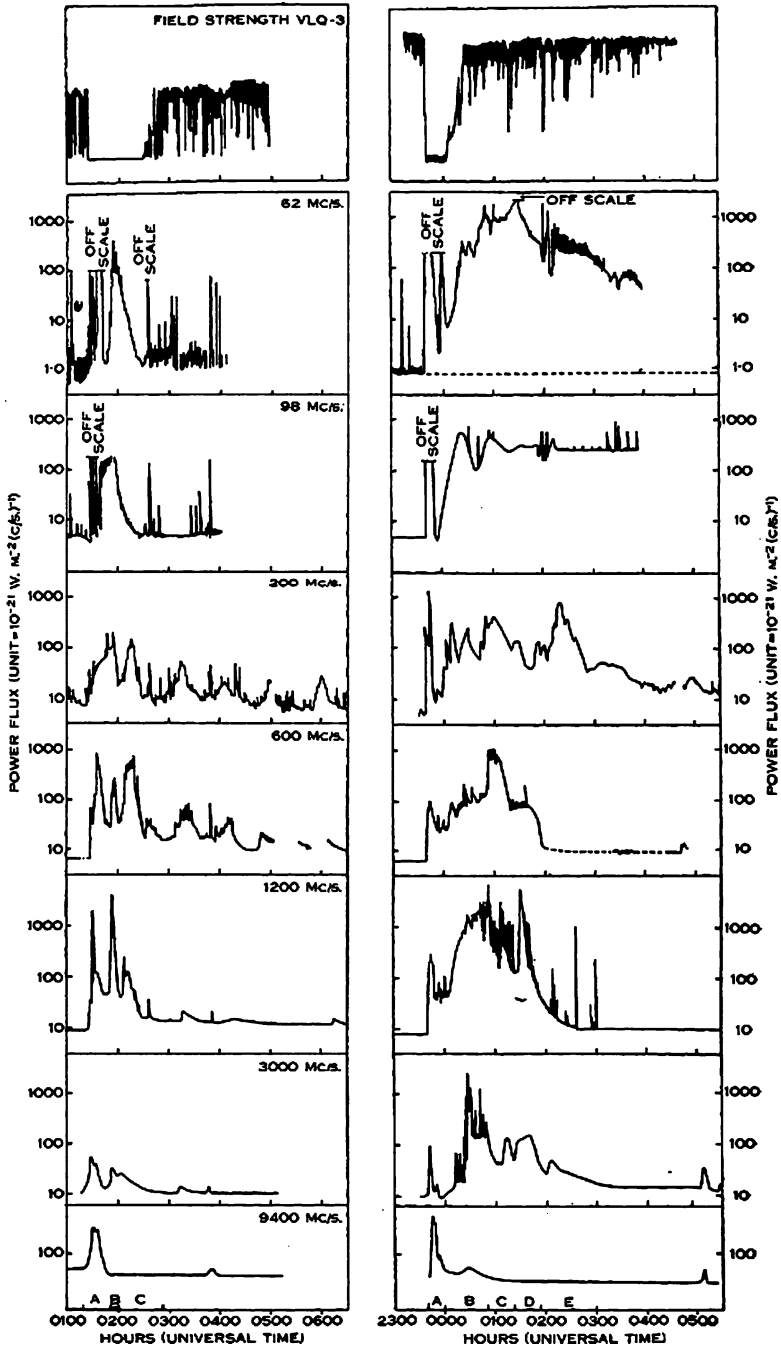 FIELD STRENGTH VLQ-3
62 MC/S.
1000
100
10
1·0
OFF SCALE
OFF SCALE
98 MC/S.
1000
100
10
OFF SCALE
200 MC/S.
1000
100
10
600 MC/S.
1000
100
10
1200 MC/S.
1000
100
10
3000 MC/S.
1000
100
10
9400 MC/S.
100
A B C
0100 0200 0300 0400 0500 0600
HOURS (UNIVERSAL TIME)
POWER FLUX (UNIT=10⁻²¹ W. M.⁻² (C/S.)⁻¹)
OFF SCALE
OFF SCALE
1000
100
10
1·0
OFF SCALE
1000
100
10
1000
100
10
1000
100
10
1000
100
10
1000
100
10
100
A B C D E
2300 0000 0100 0200 0300 0400 0500
HOURS (UNIVERSAL TIME)
POWER FLUX (UNIT=10⁻²¹ W. M.⁻² (C/S.)⁻¹)